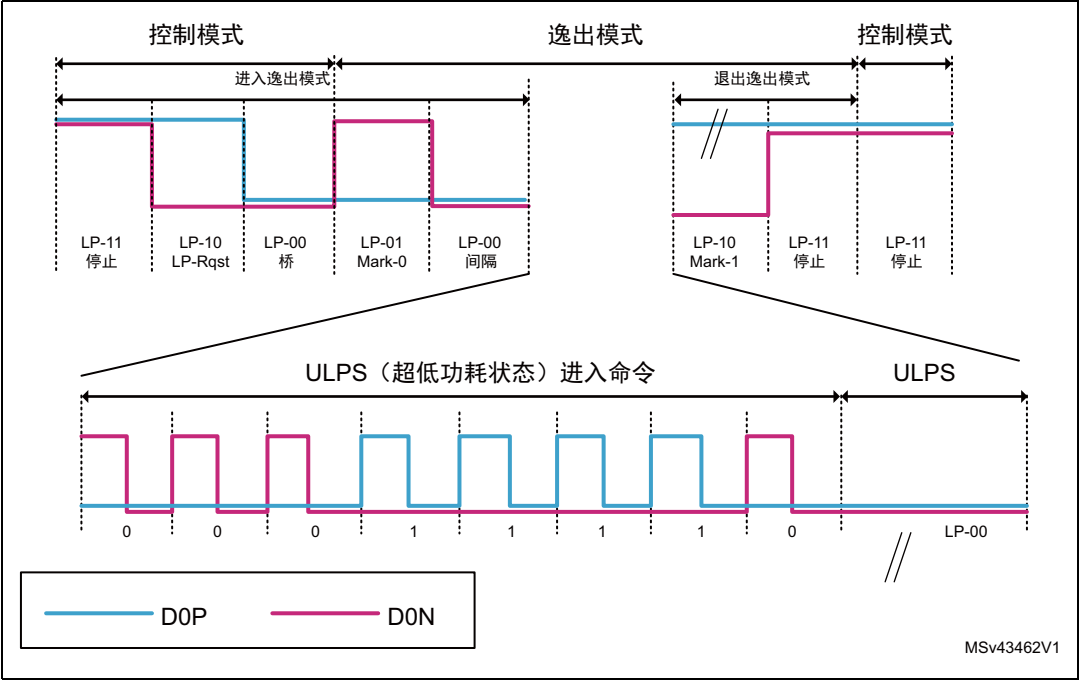 控制模式 逸出模式 控制模式
进入逸出模式 退出逸出模式
LP-11 LP-10 LP-00 LP-01 LP-00 LP-10 LP-11 LP-11
停止 LP-Rqst 桥 Mark-0 间隔 Mark-1 停止 停止
ULPS（超低功耗状态）进入命令 ULPS
0 0 0 1 1 1 1 0 LP-00
D0P D0N
MSv43462V1